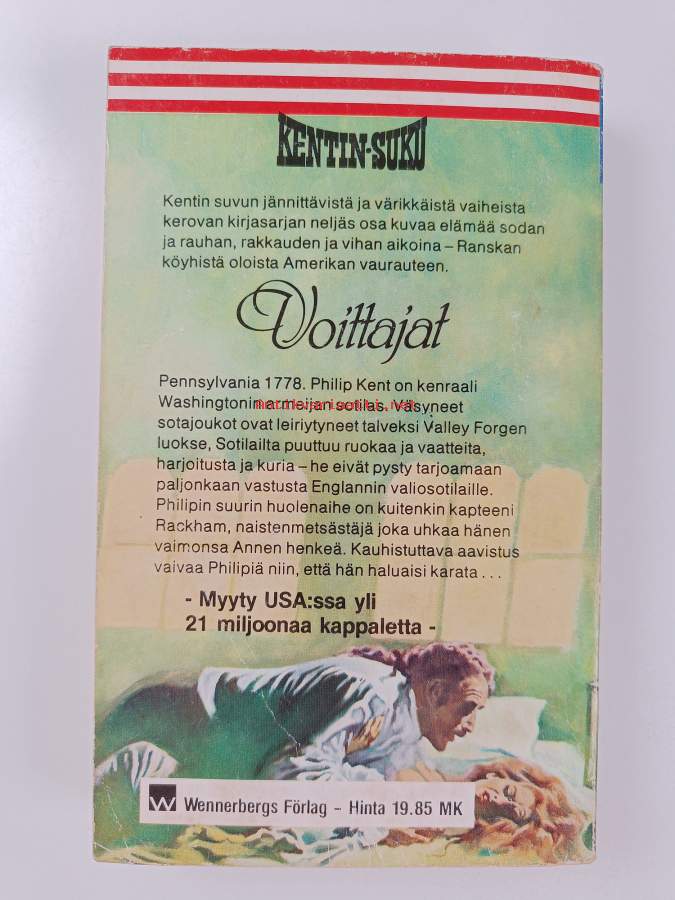 KENTIN-SUKU
Kentin suvun jännittävistä ja värikkäistä vaiheista
kerovan kirjasarjan neljäs osa kuvaa elämää sodan
ja rauhan, rakkauden ja vihan aikoina – Ranskan
köyhistä oloista Amerikan vaurauteen.
Voittajat
Pennsylvania 1778. Philip Kent on kenraali
Washingtonin armeijan sotilas. Väsyneet
sotajoukot ovat leiriytyneet talveksi Valley Forgen
luokse, Sotilailta puuttuu ruokaa ja vaatteita,
harjoitusta ja kuria – he eivät pysty tarjoamaan
paljonkaan vastusta Englannin valiosotilaille.
Philipin suurin huolenaihe on kuitenkin kapteeni
Rackham, naistenmetsästäjä joka uhkaa hänen
vaimonsa Annen henkeä. Kauhistuttava aavistus
vaivaa Philipiä niin, että hän haluaisi karata . . .
- Myyty USA:ssa yli
21 miljoonaa kappaletta -
W Wennerbergs Förlag – Hinta 19.85 MK